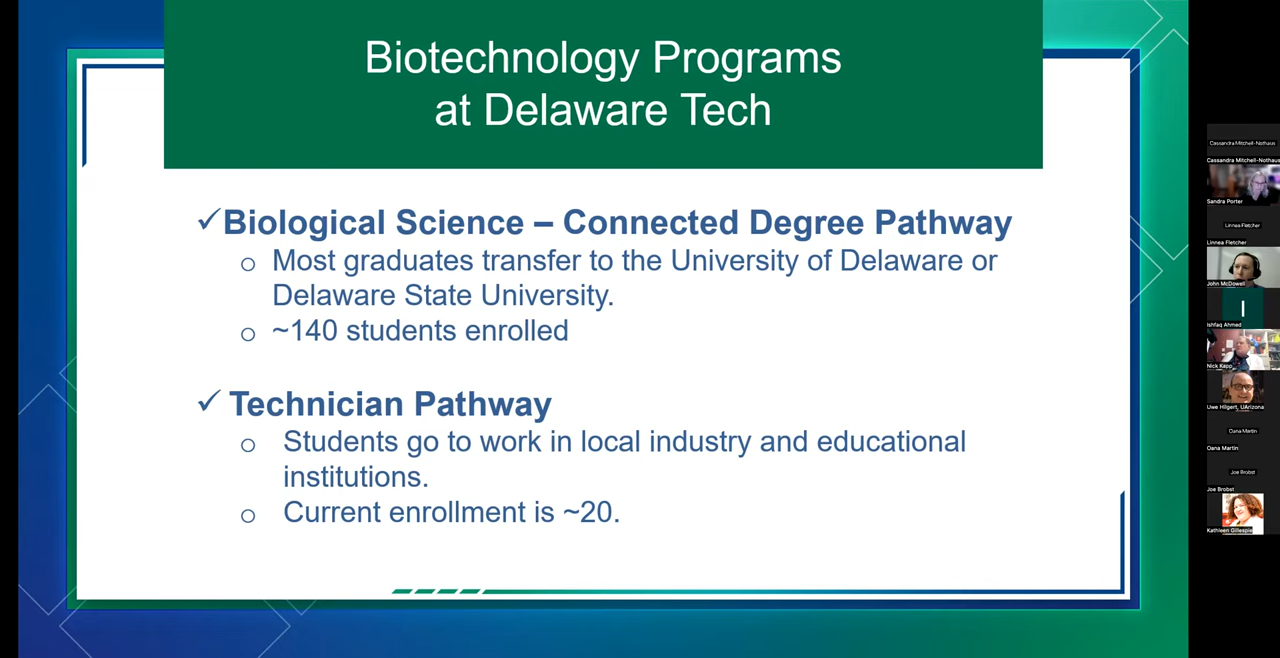 Biotechnology Programs
at Delaware Tech
✓Biological Science – Connected Degree Pathway
o Most graduates transfer to the University of Delaware or
Delaware State University.
o ~140 students enrolled
✓ Technician Pathway
o Students go to work in local industry and educational
institutions.
o Current enrollment is ~20.
Cassandra Mitchell-Nothaus
Cassandra Mitchell-Nothaus
Sandra Porter
Linnea Fletcher
Linnea Fletcher
John McDowell
I
Ishfaq Ahmed
Nick Kapp
Uwe Hilgert, UArizona
Oana Martin
Oana Martin
Joe Brobst
Joe Brobst
Kathleen Gillespie